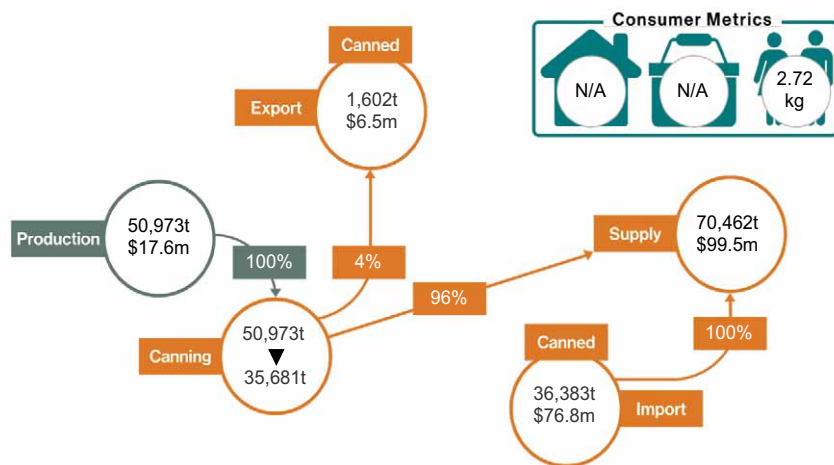 Consumer Metrics
N/A
N/A
2.72
kg
Canned
Export
1,602t
$6.5m
Production
50,973t
$17.6m
100%
4%
96%
Supply
70,462t
$99.5m
Canning
50,973t
▼
35,681t
Canned
36,383t
$76.8m
Import
100%